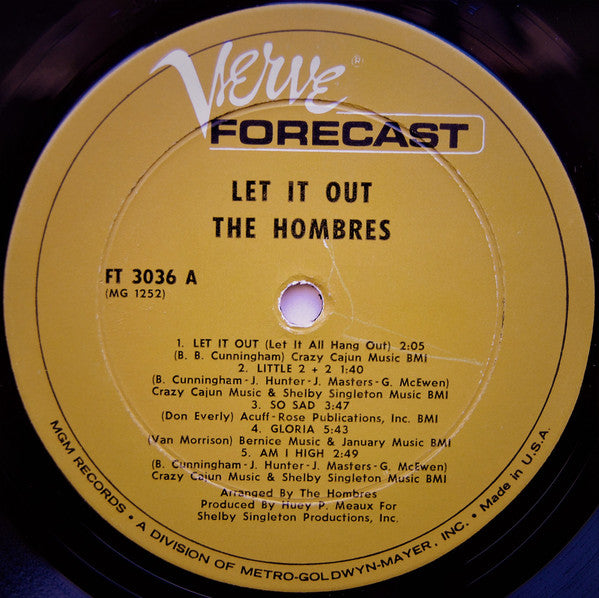 Verve ®
FORECAST
LET IT OUT
THE HOMBRES
FT 3036 A
(MG 1252)
1. LET IT OUT (Let It All Hang Out) 2:05
(B. B. Cunningham) Crazy Cajun Music BMI
2. LITTLE 2 + 2 1:40
(B. Cunningham-J. Hunter-J. Masters-G. McEwen)
Crazy Cajun Music & Shelby Singleton Music BMI
3. SO SAD 3:47
(Don Everly) Acuff-Rose Publications, Inc. BMI
4. GLORIA 5:43
(Van Morrison) Bernice Music & January Music BMI
5. AM I HIGH 2:49
(B. Cunningham-J. Hunter-J. Masters-G. McEwen)
Crazy Cajun Music & Shelby Singleton Music BMI
Arranged By The Hombres
Produced By Huey P. Meaux For
Shelby Singleton Productions, Inc.
MGM RECORDS • A DIVISION OF METRO-GOLDWYN-MAYER, INC. • Made in U.S.A.